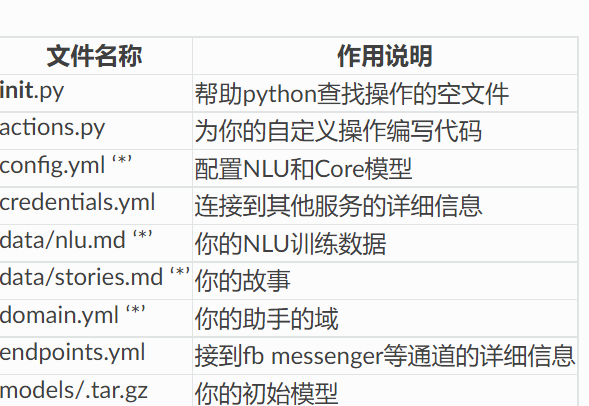 文件名称 作用说明
init.py 帮助python查找操作的空文件
actions.py 为你的自定义操作编写代码
config.yml ‘*’ 配置NLU和Core模型
credentials.yml 连接到其他服务的详细信息
data/nlu.md ‘*’ 你的NLU训练数据
data/stories.md ‘*’ 你的故事
domain.yml ‘*’ 你的助手的域
endpoints.yml 接到fb messenger等通道的详细信息
models/.tar.gz 你的初始模型